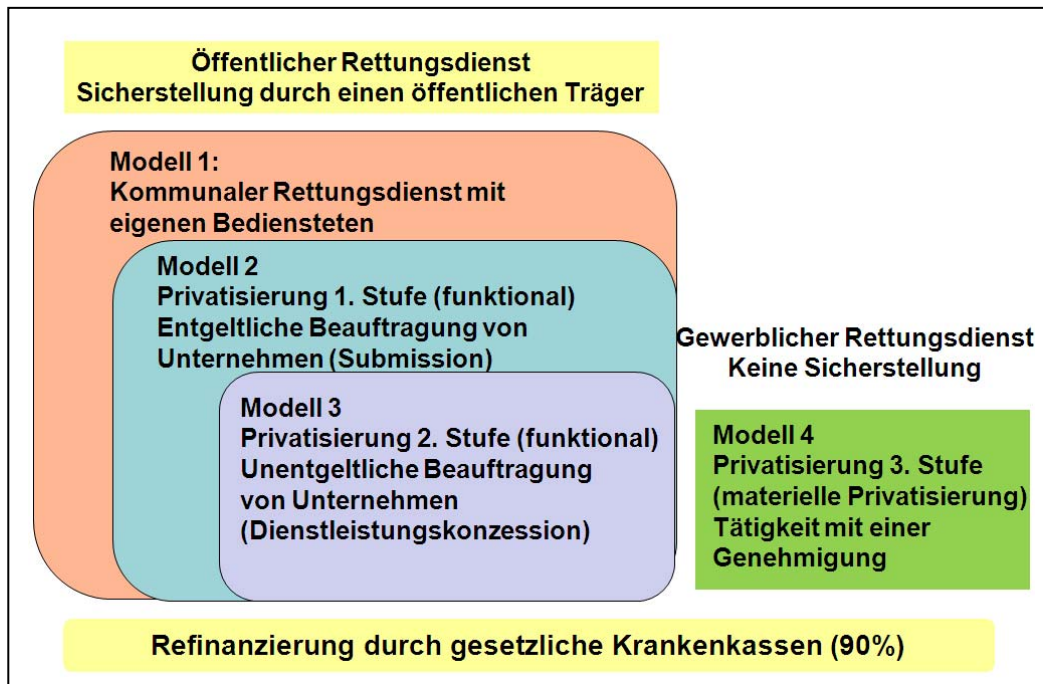 Öffentlicher Rettungsdienst
Sicherstellung durch einen öffentlichen Träger
Modell 1:
Kommunaler Rettungsdienst mit
eigenen Bediensteten
Modell 2
Privatisierung 1. Stufe (funktional)
Entgeltliche Beauftragung von
Unternehmen (Submission)
Modell 3
Privatisierung 2. Stufe (funktional)
Unentgeltliche Beauftragung
von Unternehmen
(Dienstleistungskonzession)
Gewerblicher Rettungsdienst
Keine Sicherstellung
Modell 4
Privatisierung 3. Stufe
(materielle Privatisierung)
Tätigkeit mit einer
Genehmigung
Refinanzierung durch gesetzliche Krankenkassen (90%)